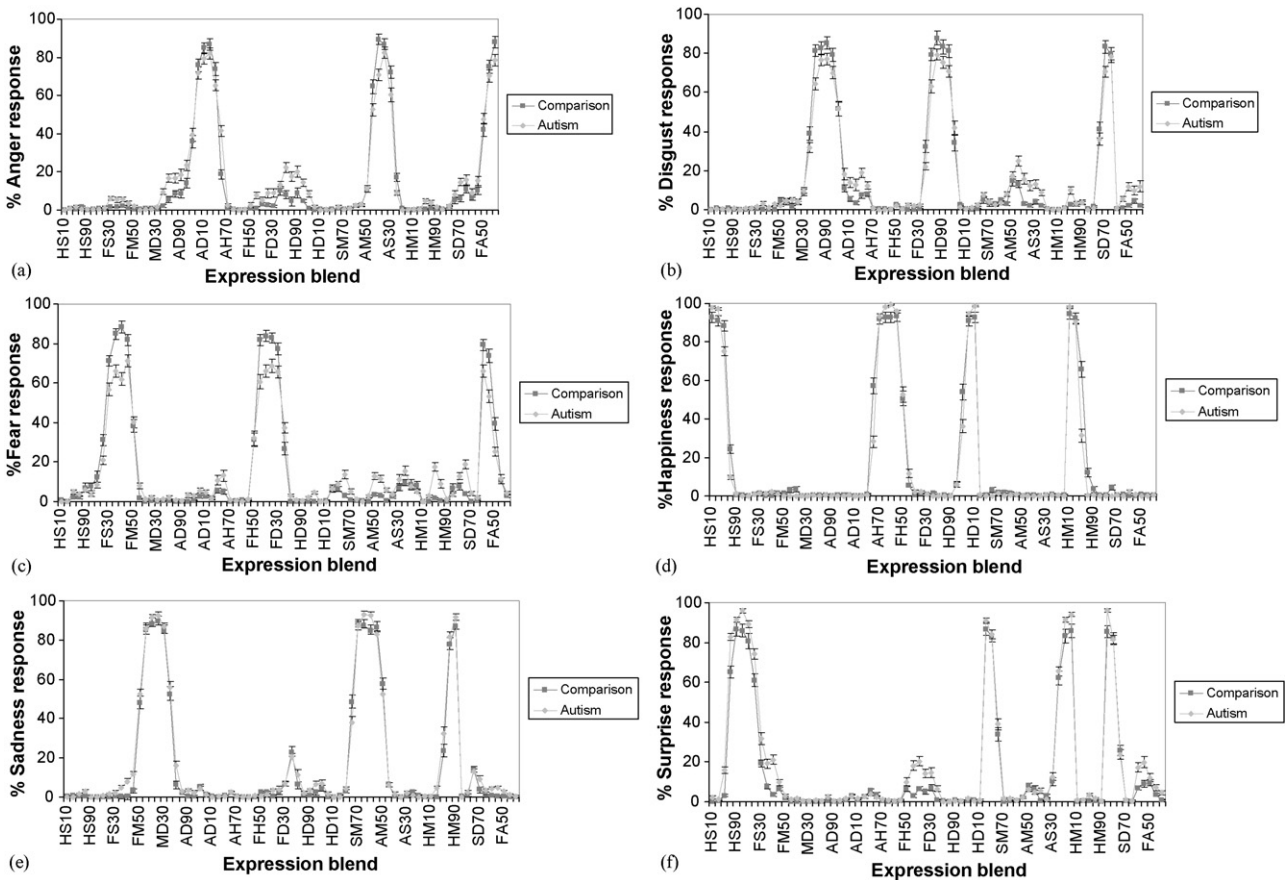 % Anger response
100
80
60
40
20
0
HS10 HS90 FS30 FM50 MD30 AD90 AD10 AH70 FH50 FD30 HD90 HD10 SM70 AM50 AS30 HM10 HM90 SD70 FA50
Expression blend
(a)
Comparison
Autism
% Disgust response
100
80
60
40
20
0
HS10 HS90 FS30 FM50 MD30 AD90 AD10 AH70 FH50 FD30 HD90 HD10 SM70 AM50 AS30 HM10 HM90 SD70 FA50
Expression blend
(b)
Comparison
Autism
%Fear response
100
80
60
40
20
0
HS10 HS90 FS30 FM50 MD30 AD90 AD10 AH70 FH50 FD30 HD90 HD10 SM70 AM50 AS30 HM10 HM90 SD70 FA50
Expression blend
(c)
Comparison
Autism
%Happiness response
100
80
60
40
20
0
HS10 HS90 FS30 FM50 MD30 AD90 AD10 AH70 FH50 FD30 HD90 HD10 SM70 AM50 AS30 HM10 HM90 SD70 FA50
Expression blend
(d)
Comparison
Autism
% Sadness response
100
80
60
40
20
0
HS10 HS90 FS30 FM50 MD30 AD90 AD10 AH70 FH50 FD30 HD90 HD10 SM70 AM50 AS30 HM10 HM90 SD70 FA50
Expression blend
(e)
Comparison
Autism
% Surprise response
100
80
60
40
20
0
HS10 HS90 FS30 FM50 MD30 AD90 AD10 AH70 FH50 FD30 HD90 HD10 SM70 AM50 AS30 HM10 HM90 SD70 FA50
Expression blend
(f)
Comparison
Autism